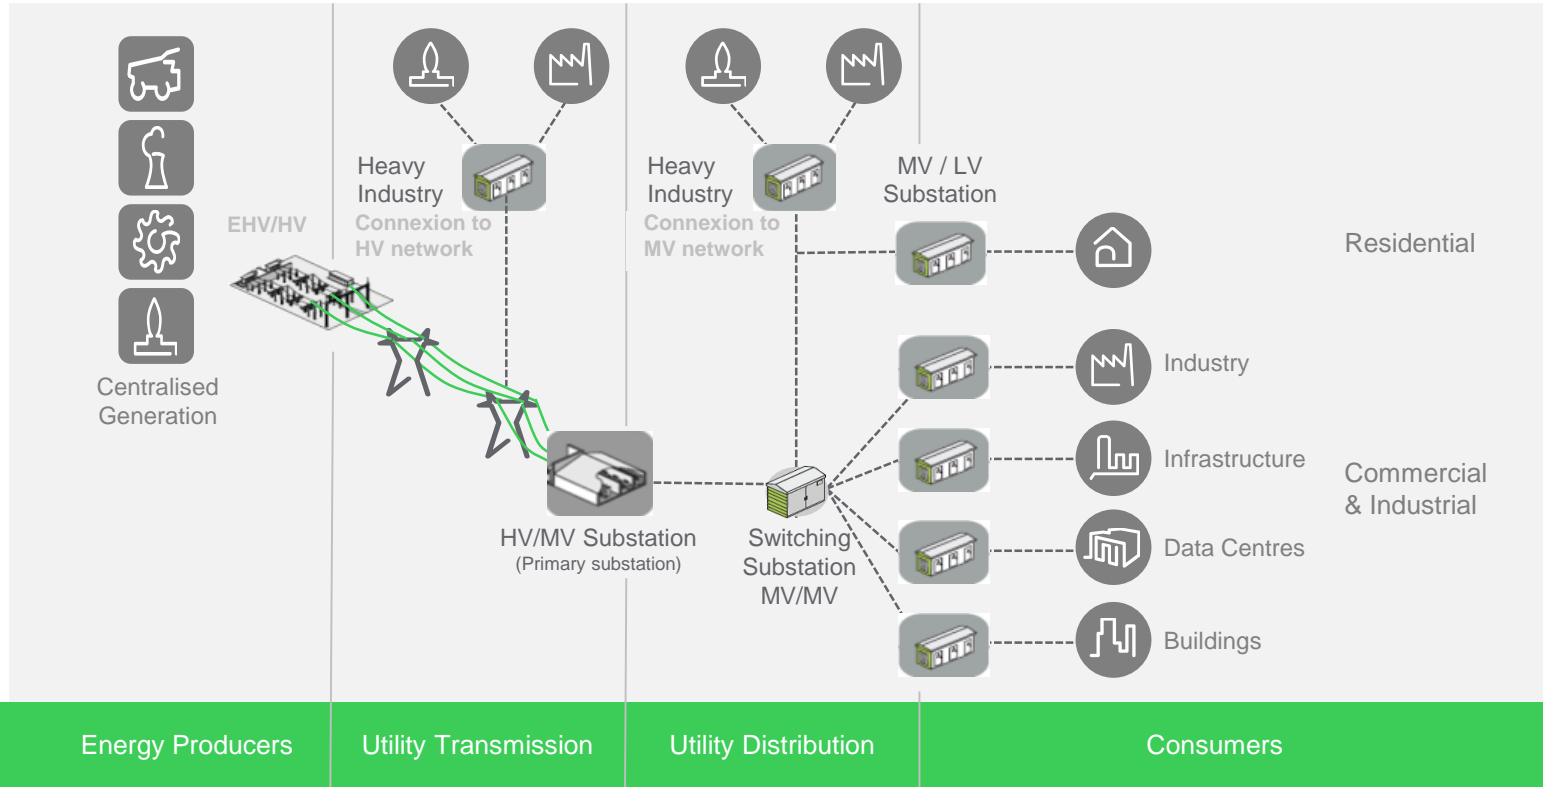 Centralised
Generation
EHV/HV
Heavy
Industry
Connexion to
HV network
HV/MV Substation
(Primary substation)
Heavy
Industry
Connexion to
MV network
Switching
Substation
MV/MV
MV / LV
Substation
Residential
Industry
Infrastructure
Data Centres
Buildings
Commercial
& Industrial
Energy Producers
Utility Transmission
Utility Distribution
Consumers